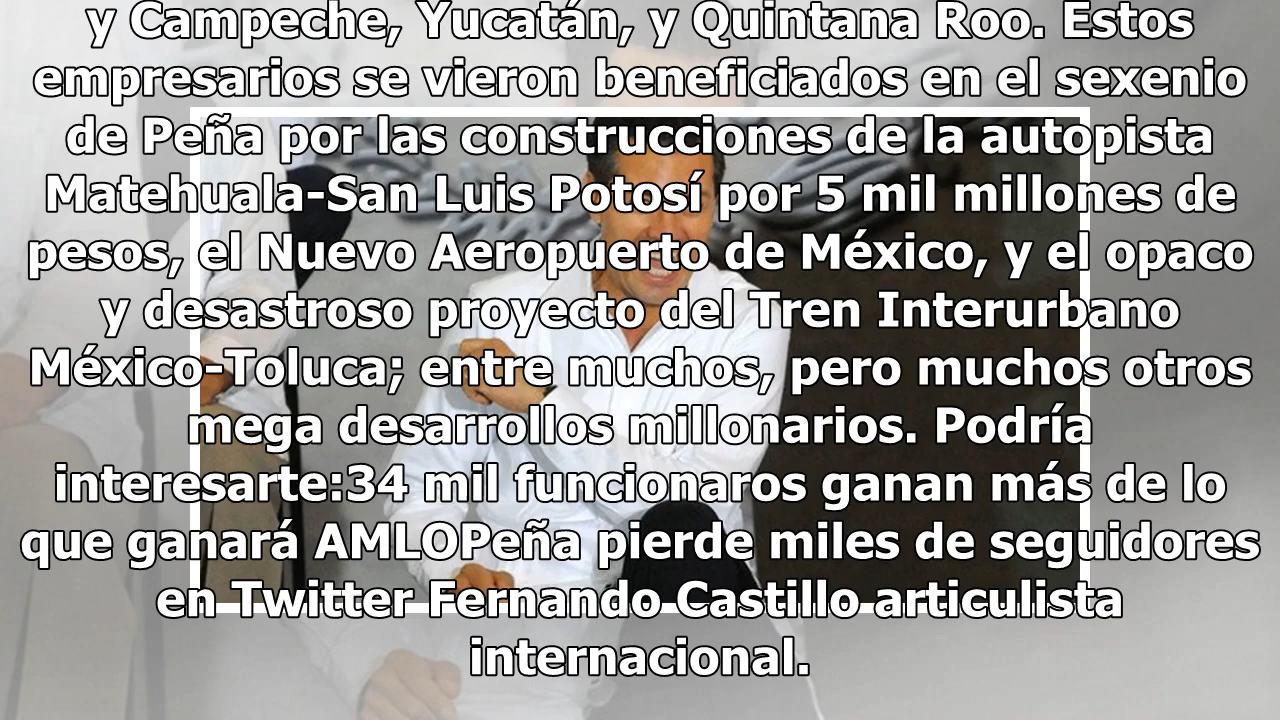 y Campeche, Yucatán, y Quintana Roo. Estos
empresarios se vieron beneficiados en el sexenio
de Peña por las construcciones de la autopista
Matehuala-San Luis Potosí por 5 mil millones de
pesos, el Nuevo Aeropuerto de México, y el opaco
y desastroso proyecto del Tren Interurbano
México-Toluca; entre muchos, pero muchos otros
mega desarrollos millonarios. Podría
interesarte:34 mil funcionaros ganan más de lo
que ganará AMLOPeña pierde miles de seguidores
en Twitter Fernando Castillo articulista
internacional.